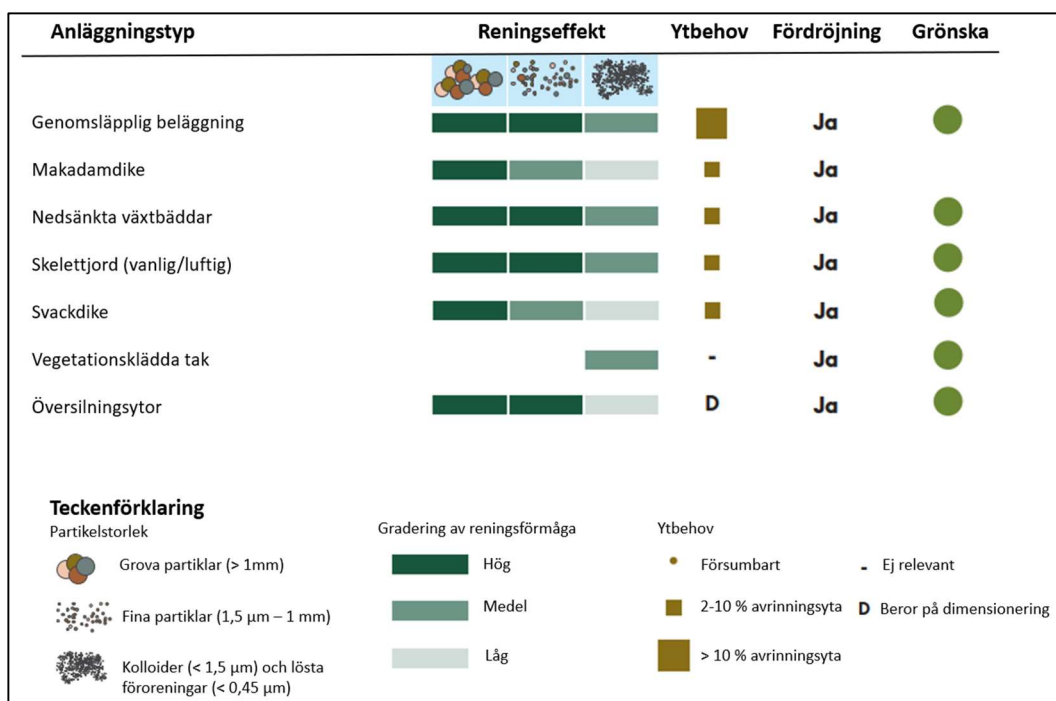 Anläggningstyp Reningseffekt Ytbehov Fördröjning Grönska
Genomsläpplig beläggning Ja
Makadamdike Ja
Nedsänkta växtbäddar Ja
Skelettjord (vanlig/luftig) Ja
Svackdike Ja
Vegetationsklädda tak - Ja
Översilningsytor D Ja
Teckenförklaring
Partikelstorlek Gradering av reningsförmåga Ytbehov
Grova partiklar (> 1mm) Hög Försumbart - Ej relevant
Fina partiklar (1,5 µm – 1 mm) Medel 2-10 % avrinningsyta D Beror på dimensionering
Kolloider (< 1,5 µm) och lösta Låg > 10 % avrinningsyta
föroreningar (< 0,45 µm)